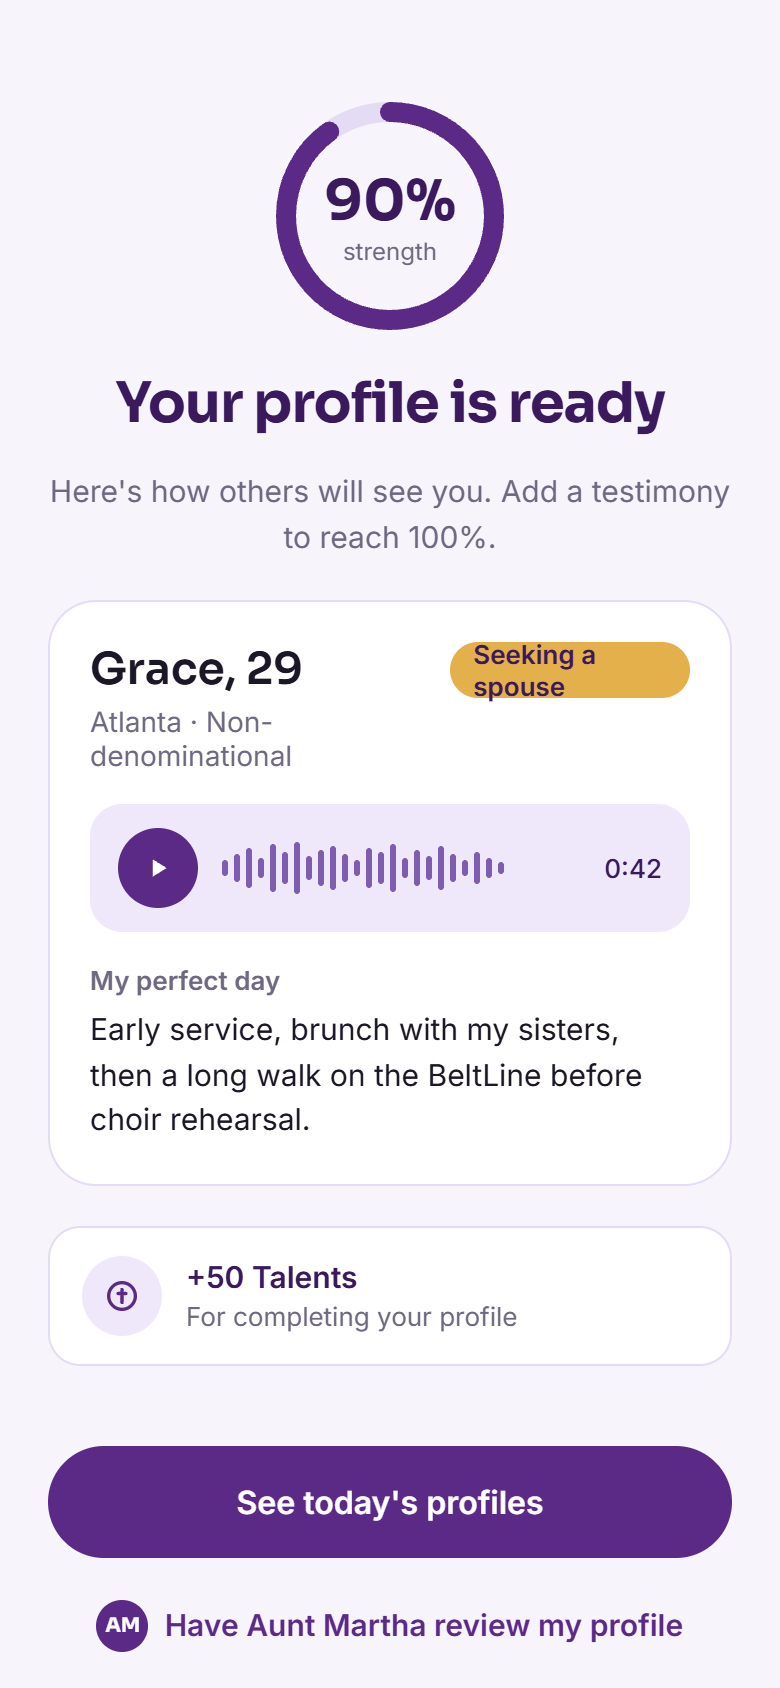 90%
strength
Your profile is ready
Here's how others will see you. Add a testimony
to reach 100%.
Grace, 29
Seeking a
spouse
Atlanta · Non-
denominational
0:42
My perfect day
Early service, brunch with my sisters,
then a long walk on the BeltLine before
choir rehearsal.
+50 Talents
For completing your profile
See today's profiles
AM
Have Aunt Martha review my profile